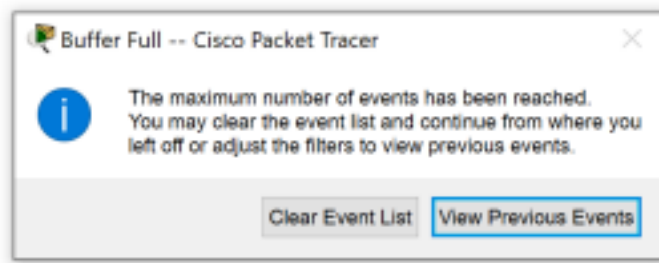 Buffer Full -- Cisco Packet Tracer
The maximum number of events has been reached.
You may clear the event list and continue from where you
left off or adjust the filters to view previous events.
Clear Event List
View Previous Events